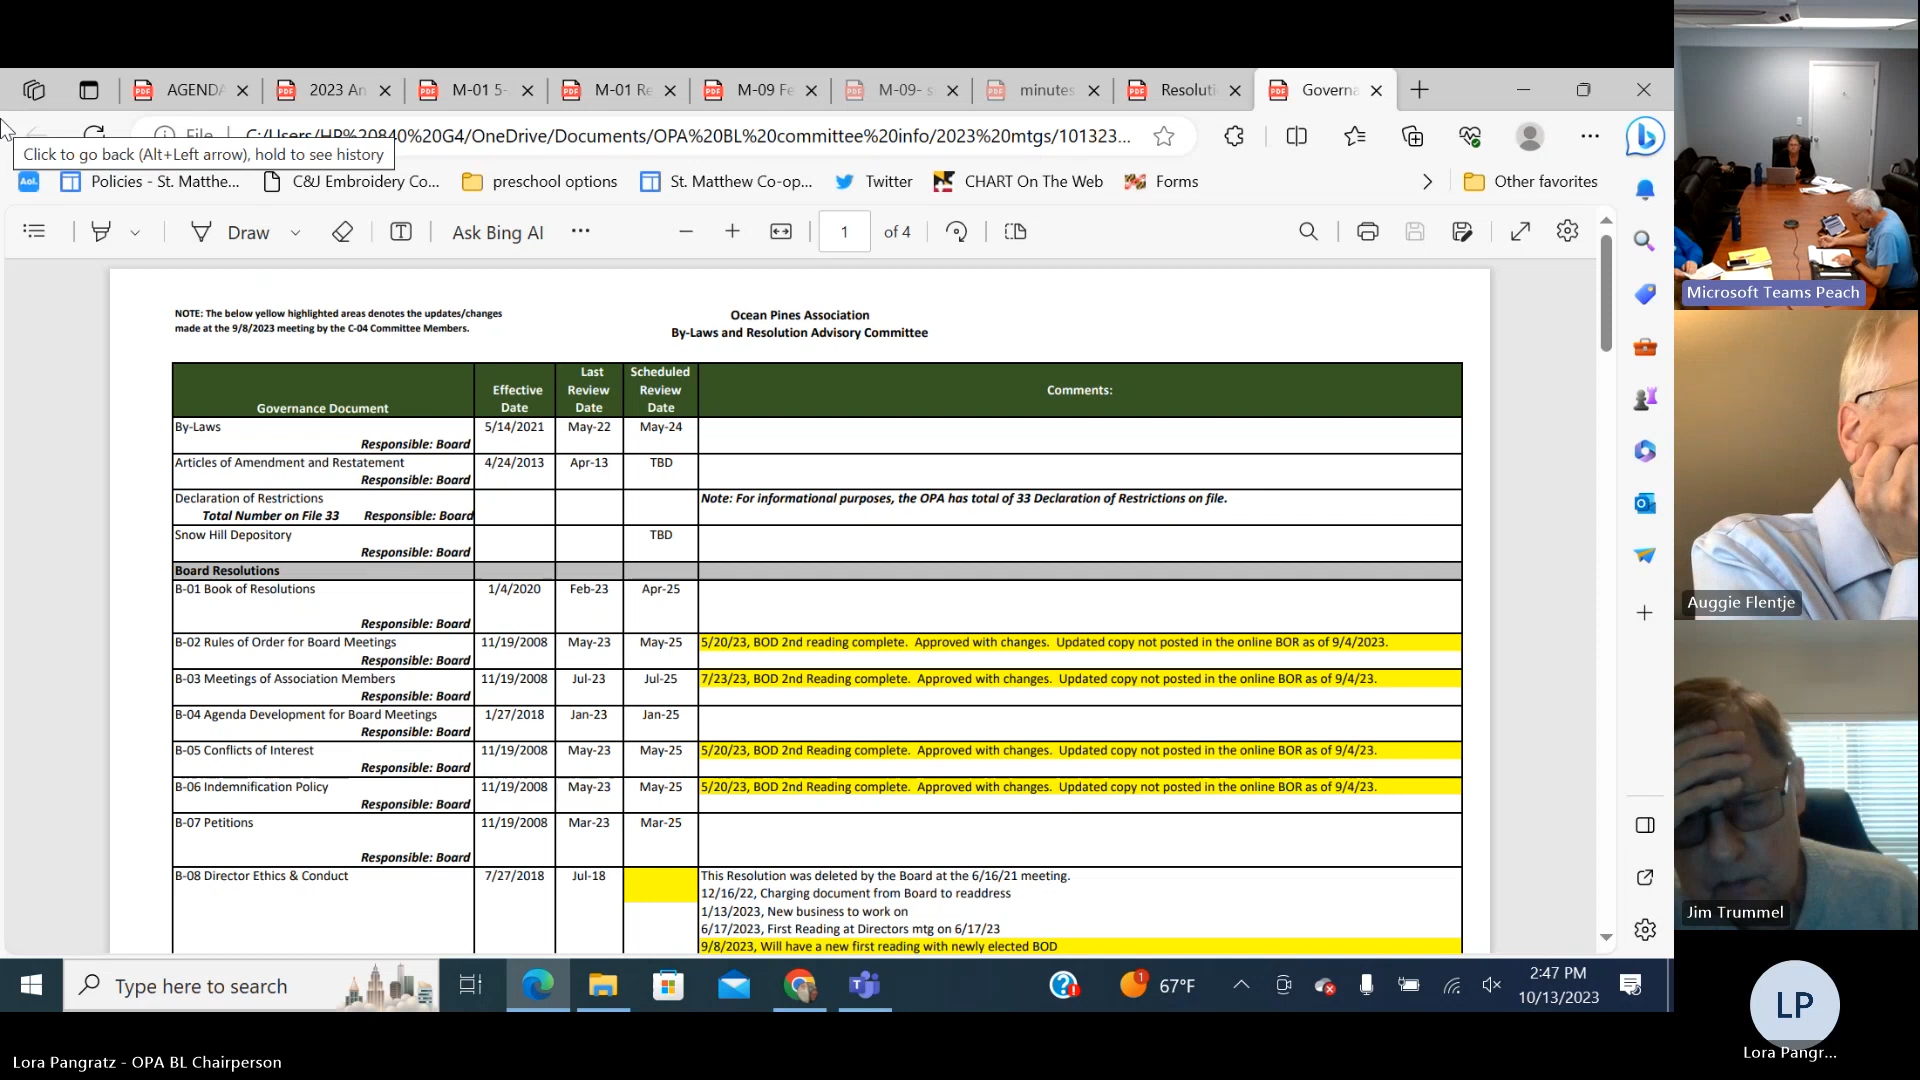 AGENDA
2023 An
M-01 5-
M-01 Re
M-09 Fe
M-09- s
minutes
Resoluti
Governa
File
C:/Users/HP%20840%20G4/OneDrive/Documents/OPA%20BL%20committee%20info/2023%20mtgs/101323...
Click to go back (Alt+Left arrow), hold to see history
Aol.
Policies - St. Matthe...
C&J Embroidery Co...
preschool options
St. Matthew Co-op...
Twitter
CHART On The Web
Forms
Other favorites
Draw
Ask Bing AI
1
of 4
NOTE: The below yellow highlighted areas denotes the updates/changes
made at the 9/8/2023 meeting by the C-04 Committee Members.
Ocean Pines Association
By-Laws and Resolution Advisory Committee
Governance Document
Effective
Date
Last
Review
Date
Scheduled
Review
Date
Comments:
By-Laws
Responsible: Board
5/14/2021
May-22
May-24
Articles of Amendment and Restatement
Responsible: Board
4/24/2013
Apr-13
TBD
Declaration of Restrictions
Total Number on File 33 Responsible: Board
Note: For informational purposes, the OPA has total of 33 Declaration of Restrictions on file.
Snow Hill Depository
Responsible: Board
TBD
Board Resolutions
B-01 Book of Resolutions
Responsible: Board
1/4/2020
Feb-23
Apr-25
B-02 Rules of Order for Board Meetings
Responsible: Board
11/19/2008
May-23
May-25
5/20/23, BOD 2nd reading complete. Approved with changes. Updated copy not posted in the online BOR as of 9/4/2023.
B-03 Meetings of Association Members
Responsible: Board
11/19/2008
Jul-23
Jul-25
7/23/23, BOD 2nd Reading complete. Approved with changes. Updated copy not posted in the online BOR as of 9/4/23.
B-04 Agenda Development for Board Meetings
Responsible: Board
1/27/2018
Jan-23
Jan-25
B-05 Conflicts of Interest
Responsible: Board
11/19/2008
May-23
May-25
5/20/23, BOD 2nd Reading complete. Approved with changes. Updated copy not posted in the online BOR as of 9/4/23.
B-06 Indemnification Policy
Responsible: Board
11/19/2008
May-23
May-25
5/20/23, BOD 2nd Reading complete. Approved with changes. Updated copy not posted in the online BOR as of 9/4/23.
B-07 Petitions
Responsible: Board
11/19/2008
Mar-23
Mar-25
B-08 Director Ethics & Conduct
7/27/2018
Jul-18
This Resolution was deleted by the Board at the 6/16/21 meeting.
12/16/22, Charging document from Board to readdress
1/13/2023, New business to work on
6/17/2023, First Reading at Directors mtg on 6/17/23
9/8/2023, Will have a new first reading with newly elected BOD
Type here to search
1
67°F
2:47 PM
10/13/2023
Microsoft Teams Peach
Auggie Flentje
Jim Trummel
LP
Lora Pangr...
Lora Pangratz - OPA BL Chairperson